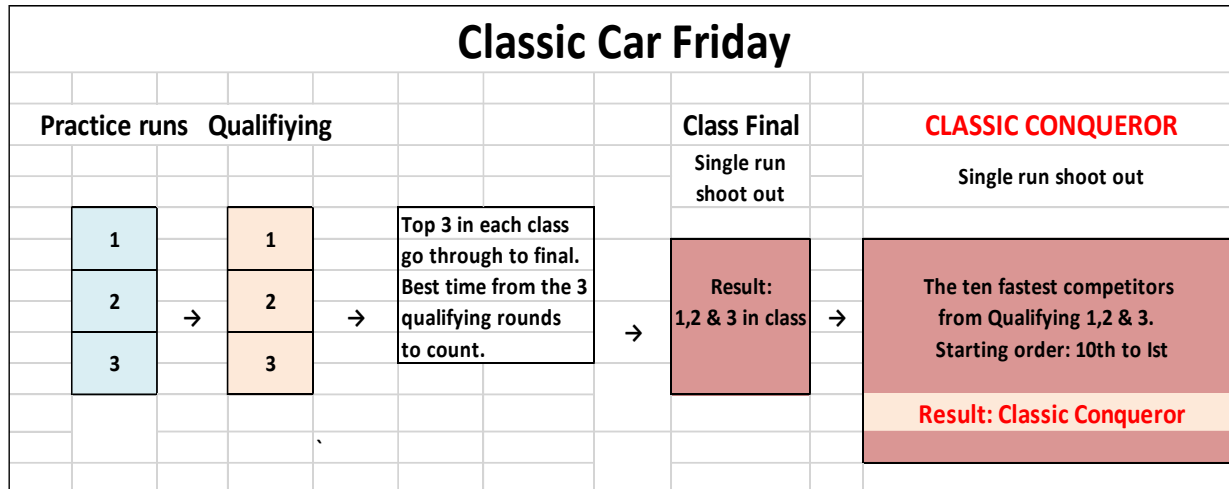 Classic Car Friday
Practice runs Qualifiying Class Final CLASSIC CONQUEROR
Single run
shoot out
Single run shoot out
1
2
3
→
1
2
3
→
Top 3 in each class
go through to final.
Best time from the 3
qualifying rounds
to count.
→
Result:
1,2 & 3 in class
→
The ten fastest competitors
from Qualifying 1,2 & 3.
Starting order: 10th to Ist
Result: Classic Conqueror
`